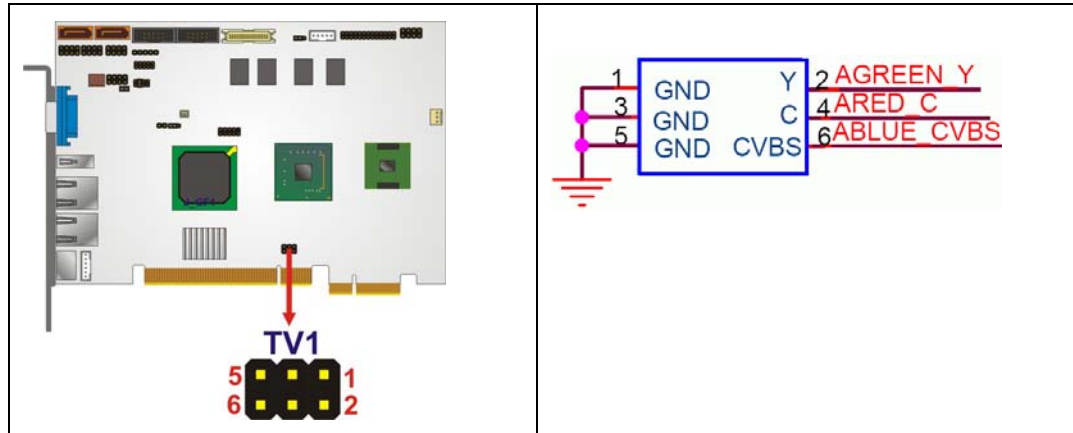 TV1
5 1
6 2
1 GND Y 2 AGREEN_Y
3 GND C 4 ARED_C
5 GND CVBS 6 ABLUE_CVBS